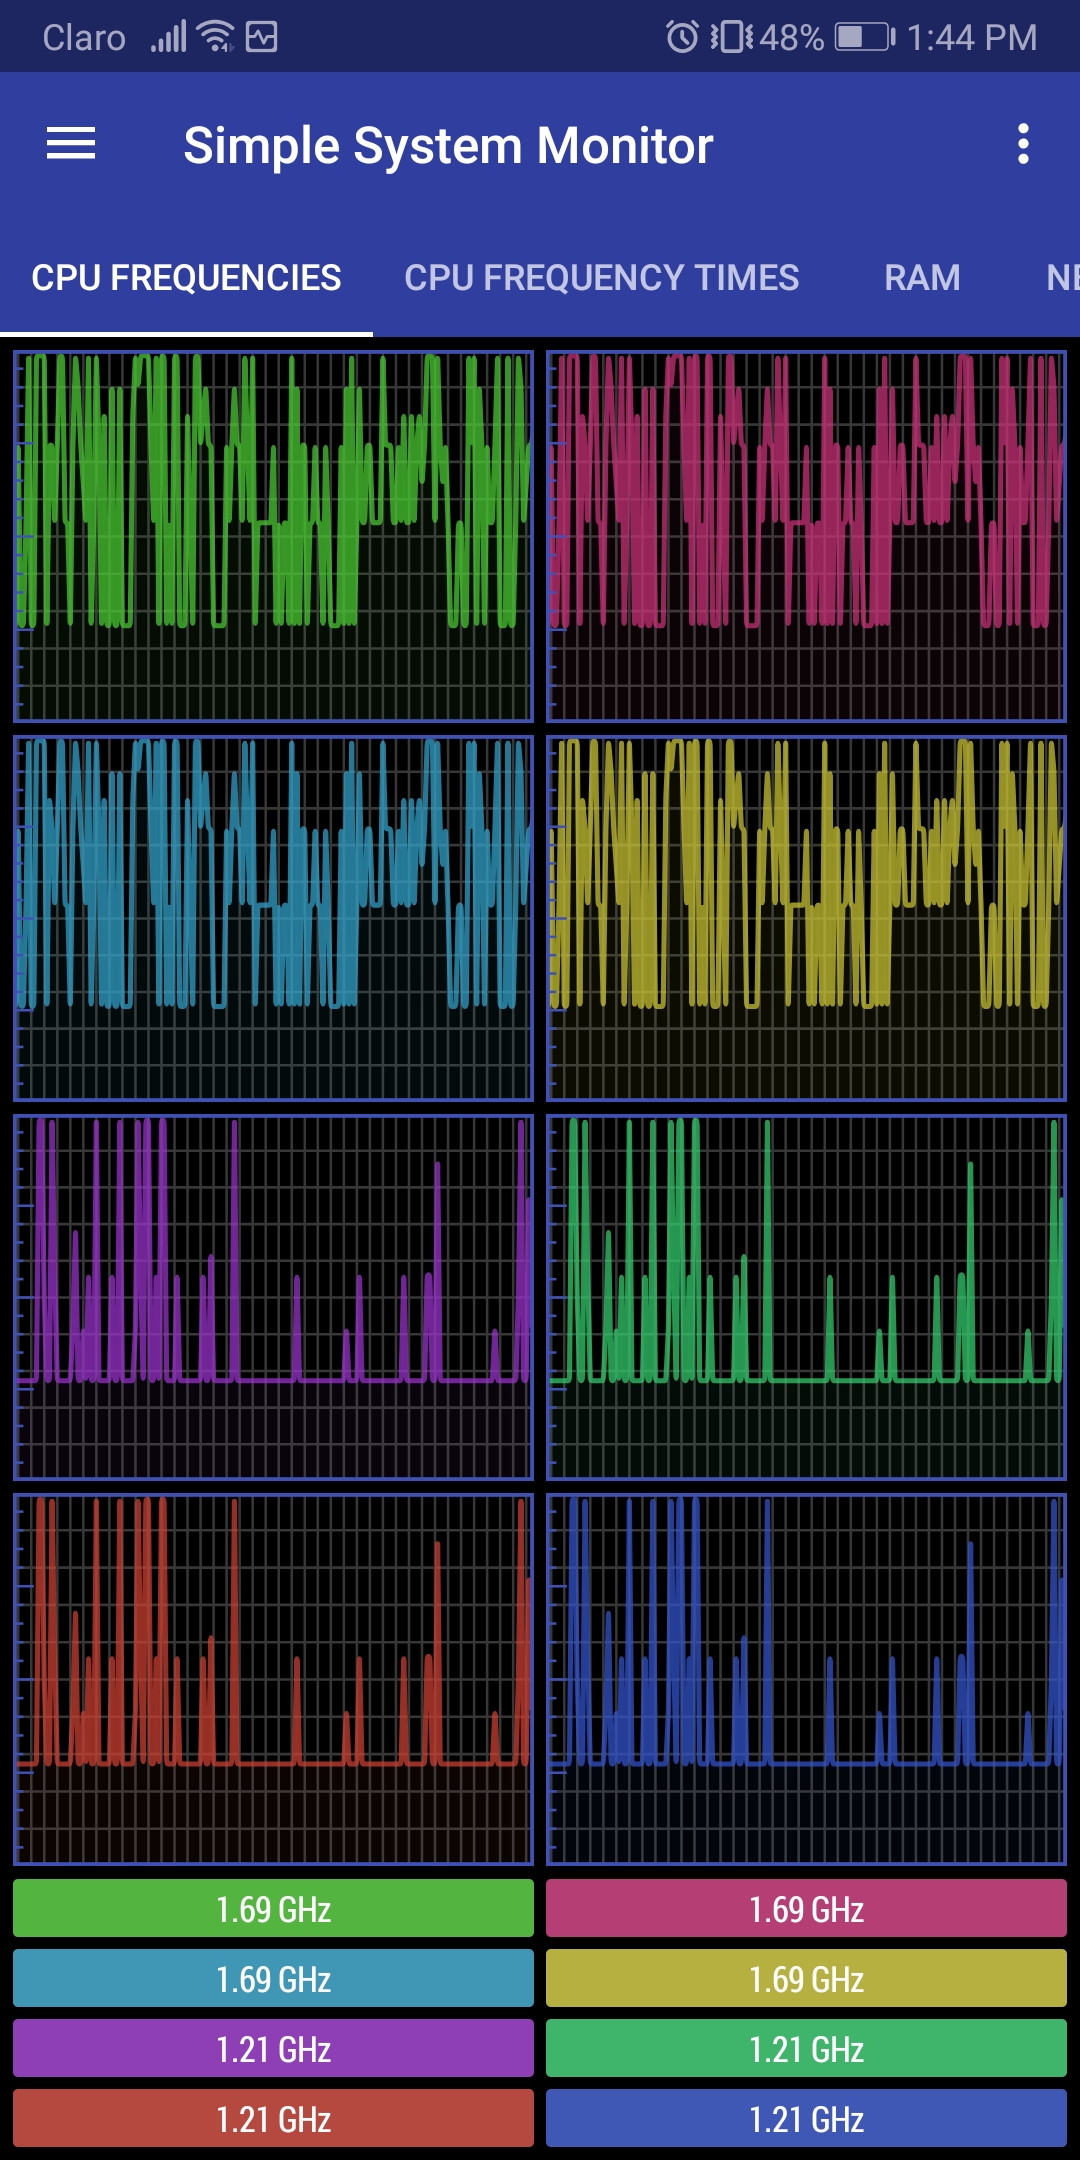 Claro 48% 1:44 PM
Simple System Monitor
CPU FREQUENCIES CPU FREQUENCY TIMES RAM NE
1.69 GHz 1.69 GHz
1.69 GHz 1.69 GHz
1.21 GHz 1.21 GHz
1.21 GHz 1.21 GHz